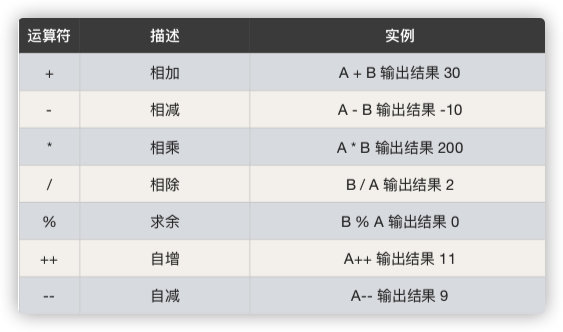 运算符 描述 实例
+ 相加 A + B 输出结果 30
- 相减 A - B 输出结果 -10
* 相乘 A * B 输出结果 200
/ 相除 B / A 输出结果 2
% 求余 B % A 输出结果 0
++ 自增 A++ 输出结果 11
-- 自减 A-- 输出结果 9